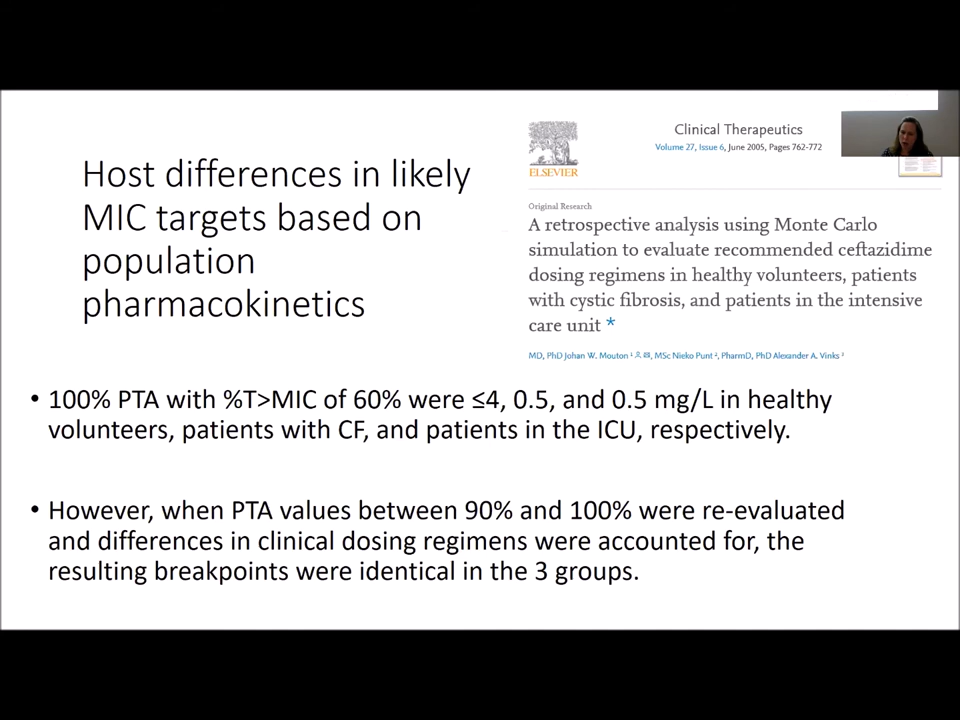 Host differences in likely
MIC targets based on
population
pharmacokinetics
ELSEVIER
Clinical Therapeutics
Volume 27, Issue 6, June 2005, Pages 762-772
Original Research
A retrospective analysis using Monte Carlo
simulation to evaluate recommended ceftazidime
dosing regimens in healthy volunteers, patients
with cystic fibrosis, and patients in the intensive
care unit *
MD, PhD Johan W. Mouton ¹, MSc Nieko Punt ², PharmD, PhD Alexander A. Vinks ³
• 100% PTA with %T>MIC of 60% were ≤4, 0.5, and 0.5 mg/L in healthy
volunteers, patients with CF, and patients in the ICU, respectively.
• However, when PTA values between 90% and 100% were re-evaluated
and differences in clinical dosing regimens were accounted for, the
resulting breakpoints were identical in the 3 groups.